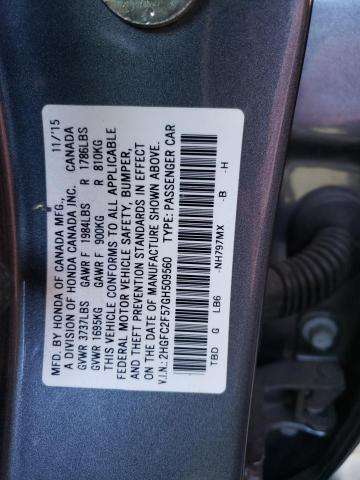 MFD. BY HONDA OF CANADA MFG., 11/15
A DIVISION OF HONDA CANADA INC. CANADA
GVWR 3737LBS GAWR F 1984LBS R 1786LBS
GVWR 1695KG GAWR F 900KG R 810KG
THIS VEHICLE CONFORMS TO ALL APPLICABLE
FEDERAL MOTOR VEHICLE SAFETY, BUMPER,
AND THEFT PREVENTION STANDARDS IN EFFECT
ON THE DATE OF MANUFACTURE SHOWN ABOVE.
V.I.N.: 2HGFC2F57GH509560 TYPE: PASSENGER CAR
TBD G LB6 -NH797MX -B -H